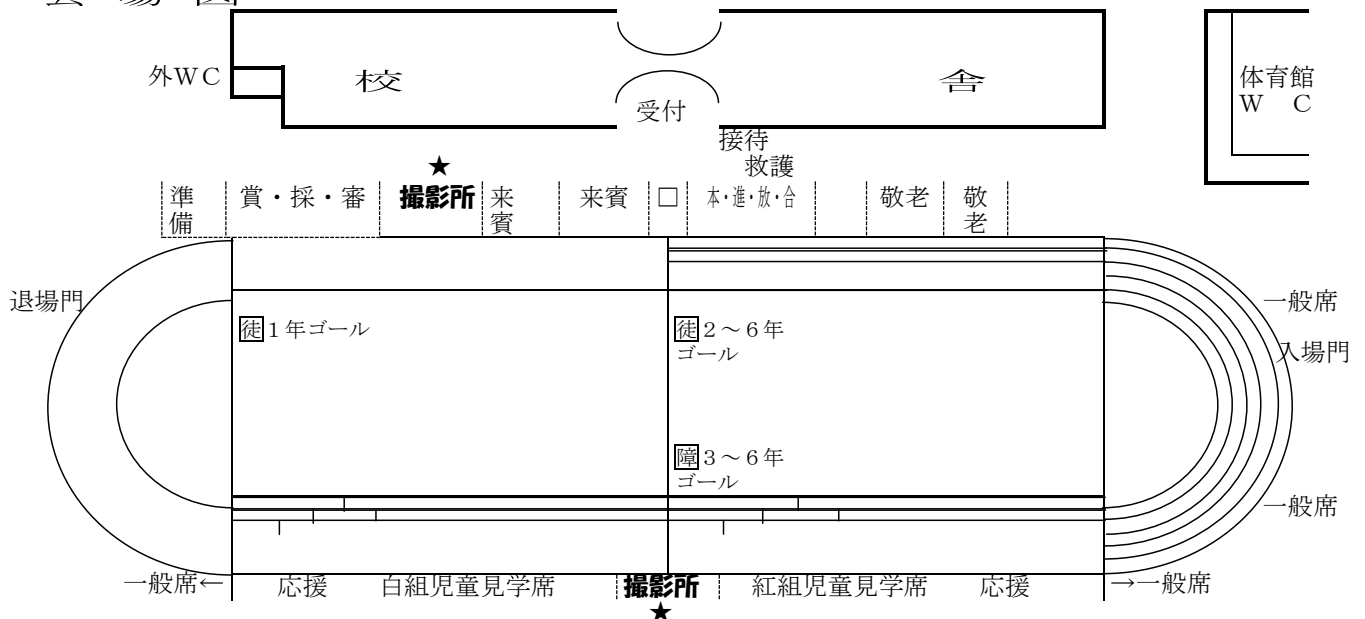 会場図
外ＷＣ
校舎
受付
体育館
Ｗ　Ｃ
接待
救護
★
準備
賞・採・審
撮影所
来賓
来賓
□
本・進・放・合
敬老
敬老
退場門
一般席
入場門
徒１年ゴール
徒２～６年
ゴール
障３～６年
ゴール
一般席
一般席←
応援
白組児童見学席
撮影所
紅組児童見学席
応援
→一般席
★